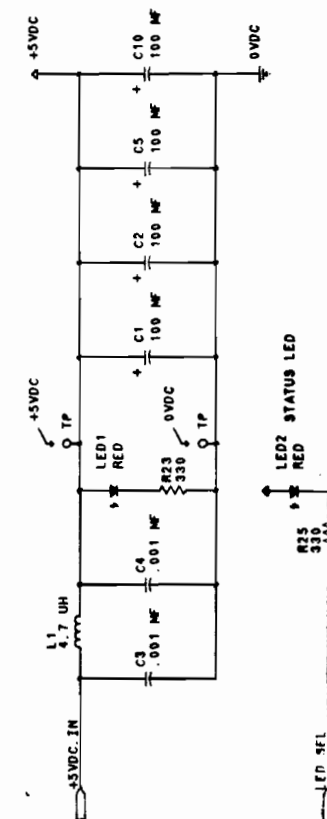 +5VDC
C10
100 MF
+
0VDC
C5
100 MF
+
C2
100 MF
+
C1
100 MF
+
+5VDC
TP
0VDC
TP
LED1
RED
R23
330
LED2
RED
STATUS LED
R25
330
C4
.001 MF
L1
4.7 UH
C3
.001 MF
+5VDC.IN
LED SEL